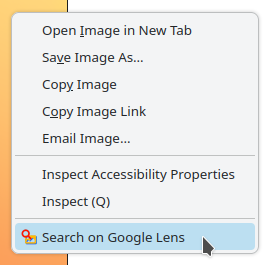 Open Image in New Tab
Save Image As...
Copy Image
Copy Image Link
Email Image...
Inspect Accessibility Properties
Inspect (Q)
Search on Google Lens